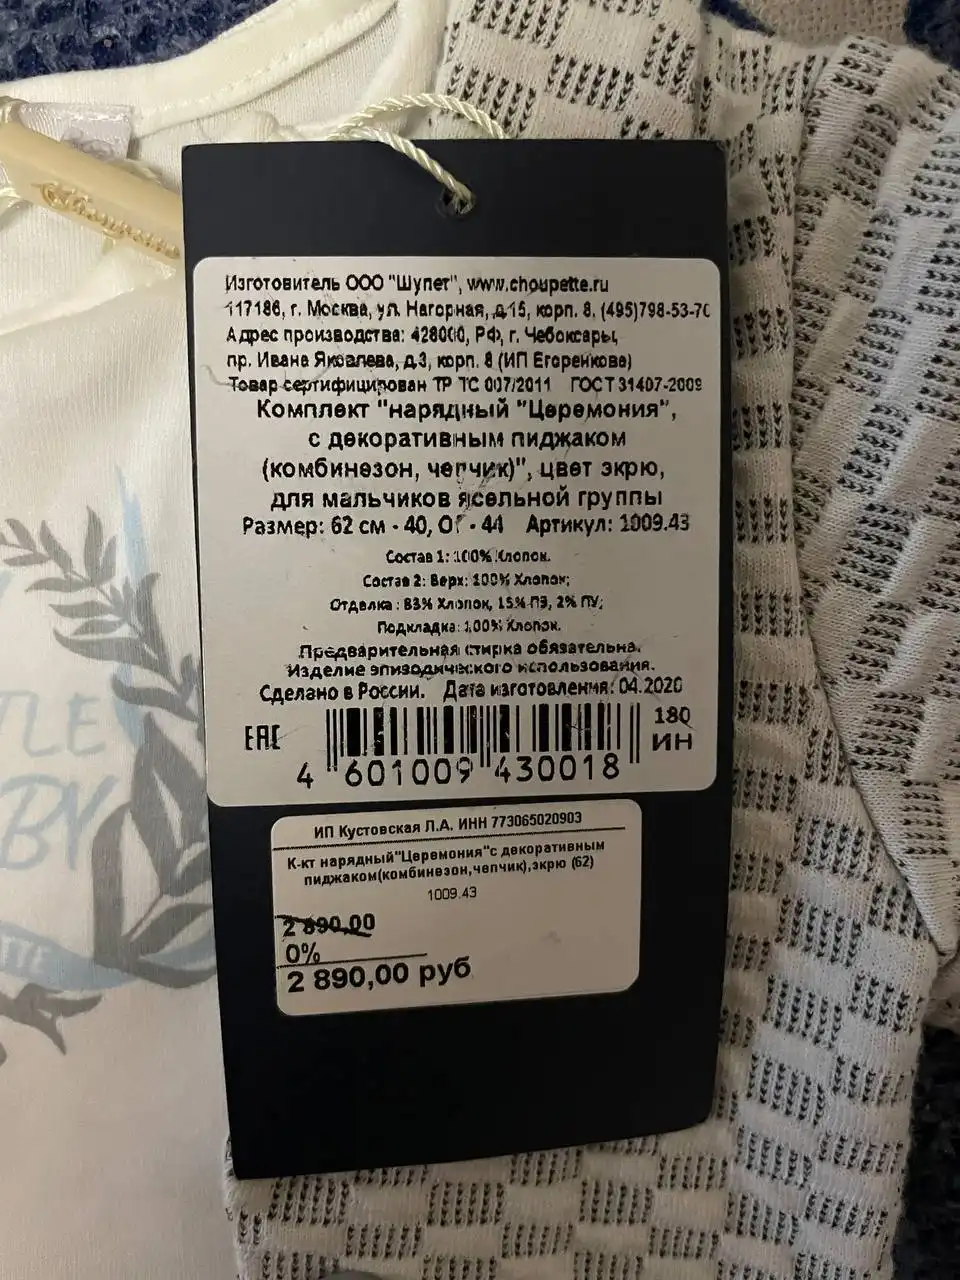 Choupette
Изготовитель ООО "Шупет", www.choupette.ru
117186, г. Москва, ул. Нагорная, д.15, корп. 8, (495)798-53-70
Адрес производства: 428000, РФ, г. Чебоксары,
пр. Ивана Яковлева, д.3, корп. 8 (ИП Егоренкова)
Товар сертифицирован ТР ТС 007/2011 ГОСТ 31407-2009
Комплект "нарядный "Церемония",
с декоративным пиджаком
(комбинезон, чепчик)", цвет экрю,
для мальчиков ясельной группы
Размер: 62 см - 40, ОГ - 44 Артикул: 1009.43
Состав 1: 100% Хлопок.
Состав 2: Верх: 100% Хлопок;
Отделка : 83% Хлопок, 15% ПЭ, 2% ПУ;
Подкладка: 100% Хлопок.
Предварительная стирка обязательна.
Изделие эпизодического использования.
Сделано в России. Дата изготовления: 04.2020
EAC
180
ИН
4 601009 430018
ИП Кустовская Л.А. ИНН 773065020903
К-кт нарядный"Церемония"с декоративным
пиджаком(комбинезон,чепчик),экрю (62)
1009.43
2 890,00
0%
2 890,00 руб
TLE
BY
TTE